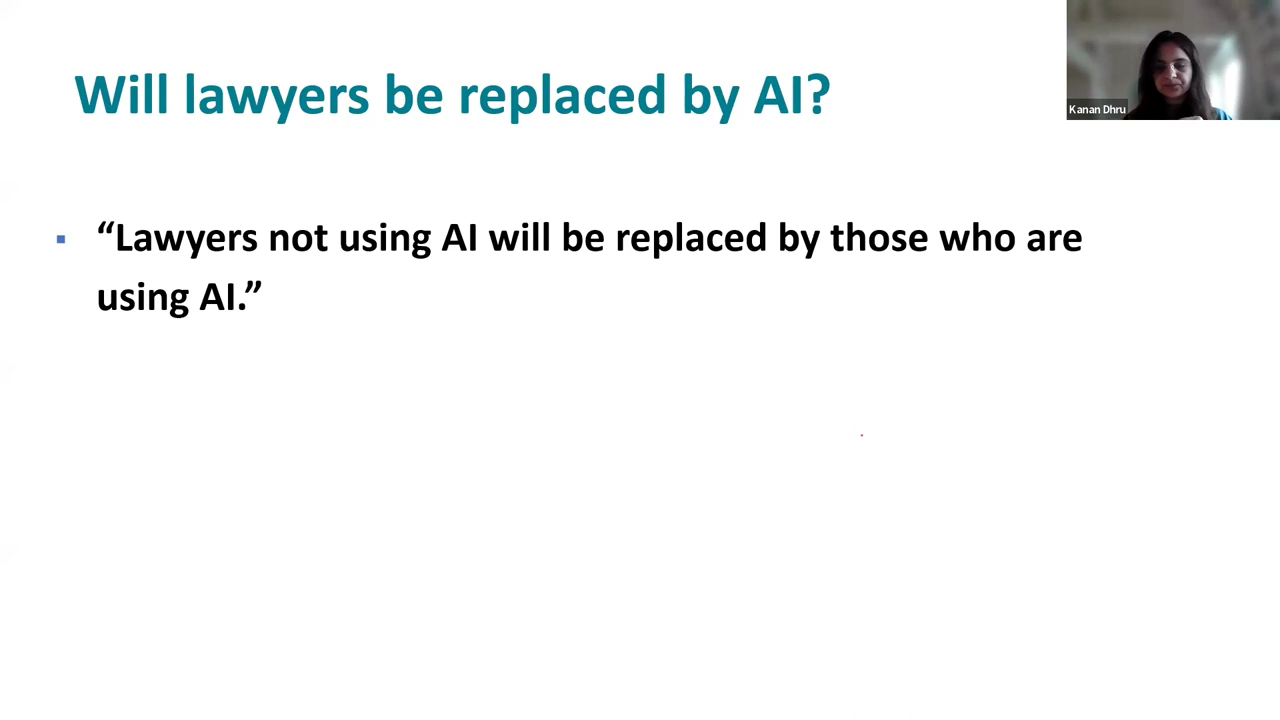 Will lawyers be replaced by AI?
Kanan Dhru
▪ “Lawyers not using AI will be replaced by those who are
using AI.”